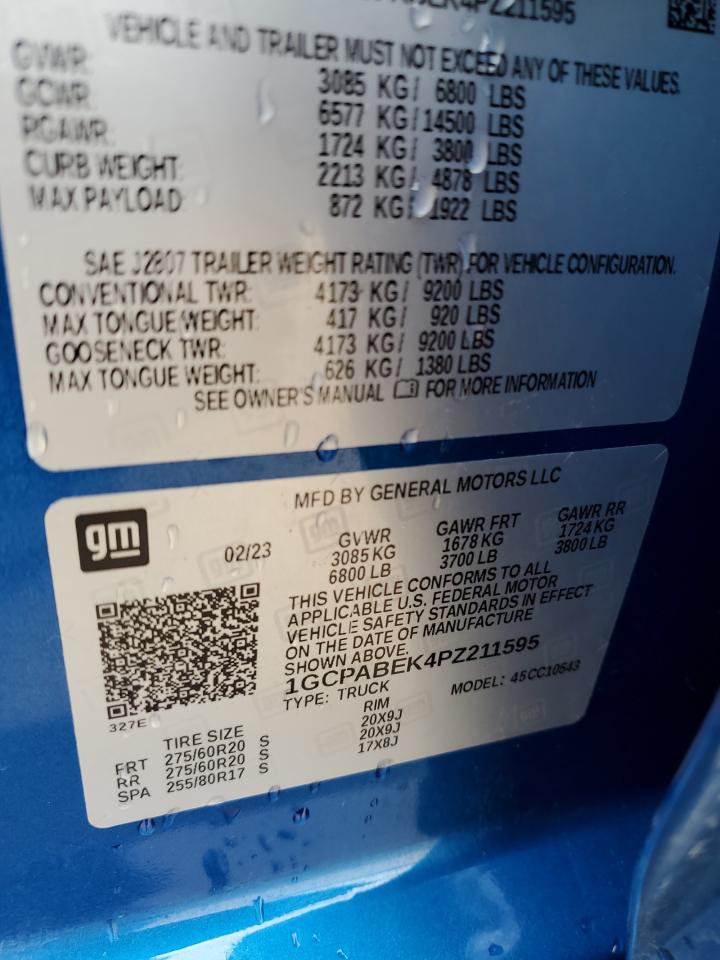 EK4PZ211595
VEHICLE AND TRAILER MUST NOT EXCEED ANY OF THESE VALUES.
GVWR: 3085 KG/ 6800 LBS
GCWR: 6577 KG/14500 LBS
RGAWR: 1724 KG/ 3800 LBS
CURB WEIGHT: 2213 KG/ 4878 LBS
MAX PAYLOAD: 872 KG/ 1922 LBS
SAE J2807 TRAILER WEIGHT RATING (TWR) FOR VEHICLE CONFIGURATION.
CONVENTIONAL TWR: 4173 KG/ 9200 LBS
MAX TONGUE WEIGHT: 417 KG/ 920 LBS
GOOSENECK TWR: 4173 KG/ 9200 LBS
MAX TONGUE WEIGHT: 626 KG/ 1380 LBS
SEE OWNER'S MANUAL FOR MORE INFORMATION
gm
MFD BY GENERAL MOTORS LLC
02/23 GVWR GAWR FRT GAWR RR
3085 KG 1678 KG 1724 KG
6800 LB 3700 LB 3800 LB
THIS VEHICLE CONFORMS TO ALL
APPLICABLE U.S. FEDERAL MOTOR
VEHICLE SAFETY STANDARDS IN EFFECT
ON THE DATE OF MANUFACTURE
SHOWN ABOVE.
1GCPABEK4PZ211595
TYPE: TRUCK MODEL: 45CC10543
327E
TIRE SIZE RIM
FRT 275/60R20 S 20X9J
RR 275/60R20 S 20X9J
SPA 255/80R17 S 17X8J